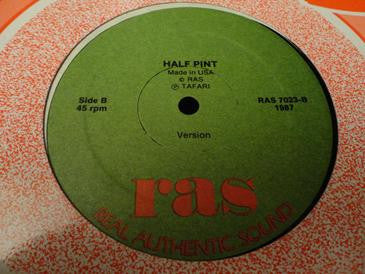 HALF PINT
Made in USA
© RAS
Ⓟ TAFARI
Side B
45 rpm
RAS 7023-B
1987
Version
ras
REAL AUTHENTIC SOUND